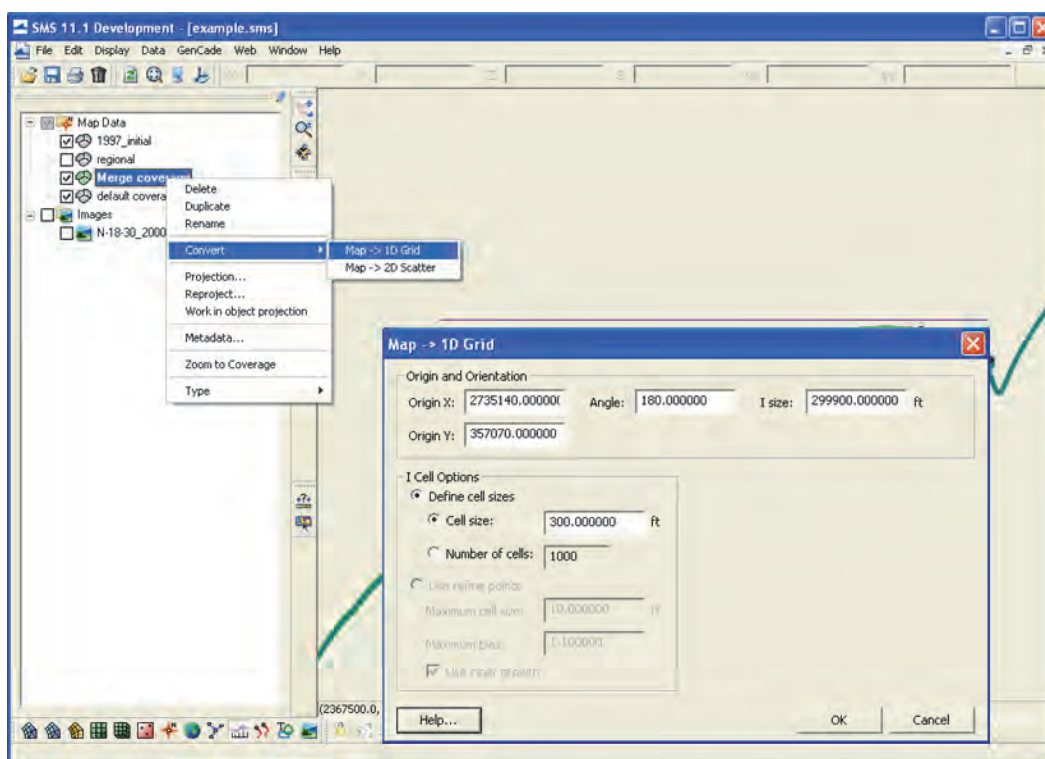 SMS 11.1 Development - [example.sms]
File Edit Display Data GenCade Web Window Help
Map Data
1997_initial
regional
Merge coverage
default covera
Images
N-18-30_2000
Delete
Duplicate
Rename
Convert
Map -> 1D Grid
Map -> 2D Scatter
Projection...
Reproject...
Work in object projection
Metadata...
Zoom to Coverage
Type
Map -> 1D Grid
Origin and Orientation
Origin X: 2735140.000000 Angle: 180.000000 I size: 299900.000000 ft
Origin Y: 357070.000000
I Cell Options
Define cell sizes
Cell size: 300.000000 ft
Number of cells: 1000
Use refine points
Maximum cell size: 10.000000 ft
Maximum bias: 1.100000
Use inner growth
Help... OK Cancel
(2367500.0,